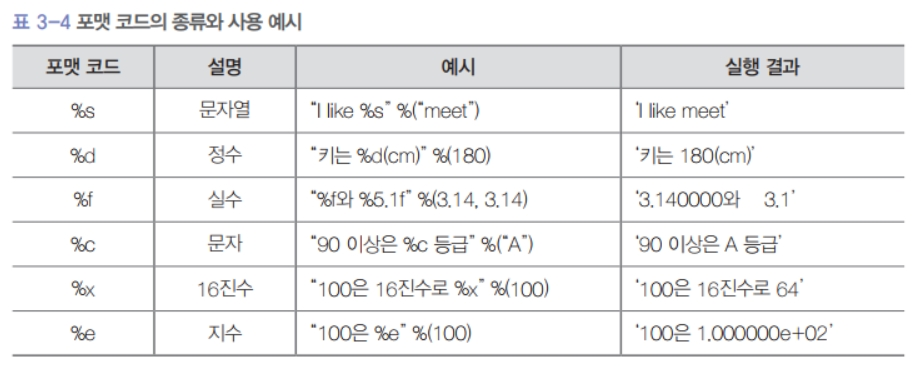 표 3-4 포맷 코드의 종류와 사용 예시
포맷 코드 설명 예시 실행 결과
%s 문자열 “I like %s” %(“meet”) ‘I like meet’
%d 정수 “키는 %d(cm)” %(180) ‘키는 180(cm)’
%f 실수 “%f와 %5.1f” %(3.14, 3.14) ‘3.140000와   3.1’
%c 문자 “90 이상은 %c 등급” %(“A”) ‘90 이상은 A 등급’
%x 16진수 “100은 16진수로 %x” %(100) ‘100은 16진수로 64’
%e 지수 “100은 %e” %(100) ‘100은 1.000000e+02’